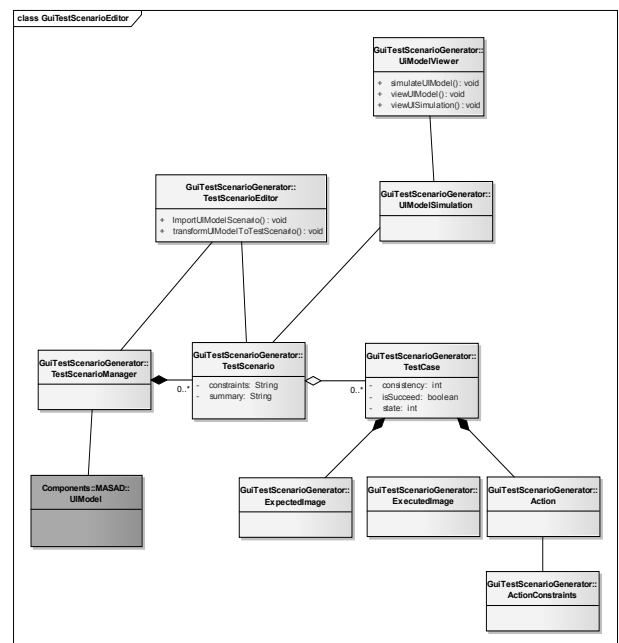 class GuiTestScenarioEditor
GuiTestScenarioGenerator::
UiModelViewer
+ simulateUIModel(): void
+ viewUIModel(): void
+ viewUISimulation(): void
GuiTestScenarioGenerator::
TestScenarioEditor
+ ImportUIModelScenario(): void
+ transformUIModelToTestScenario(): void
GuiTestScenarioGenerator::
UIModelSimulation
GuiTestScenarioGenerator::
TestScenarioManager
0..*
GuiTestScenarioGenerator::
TestScenario
- constraints: String
- summary: String
0..*
GuiTestScenarioGenerator::
TestCase
- consistency: int
- isSucceed: boolean
- state: int
Components::MASAD::
UIModel
GuiTestScenarioGenerator::
ExpectedImage
GuiTestScenarioGenerator::
ExecutedImage
GuiTestScenarioGenerator::
Action
GuiTestScenarioGenerator::
ActionConstraints